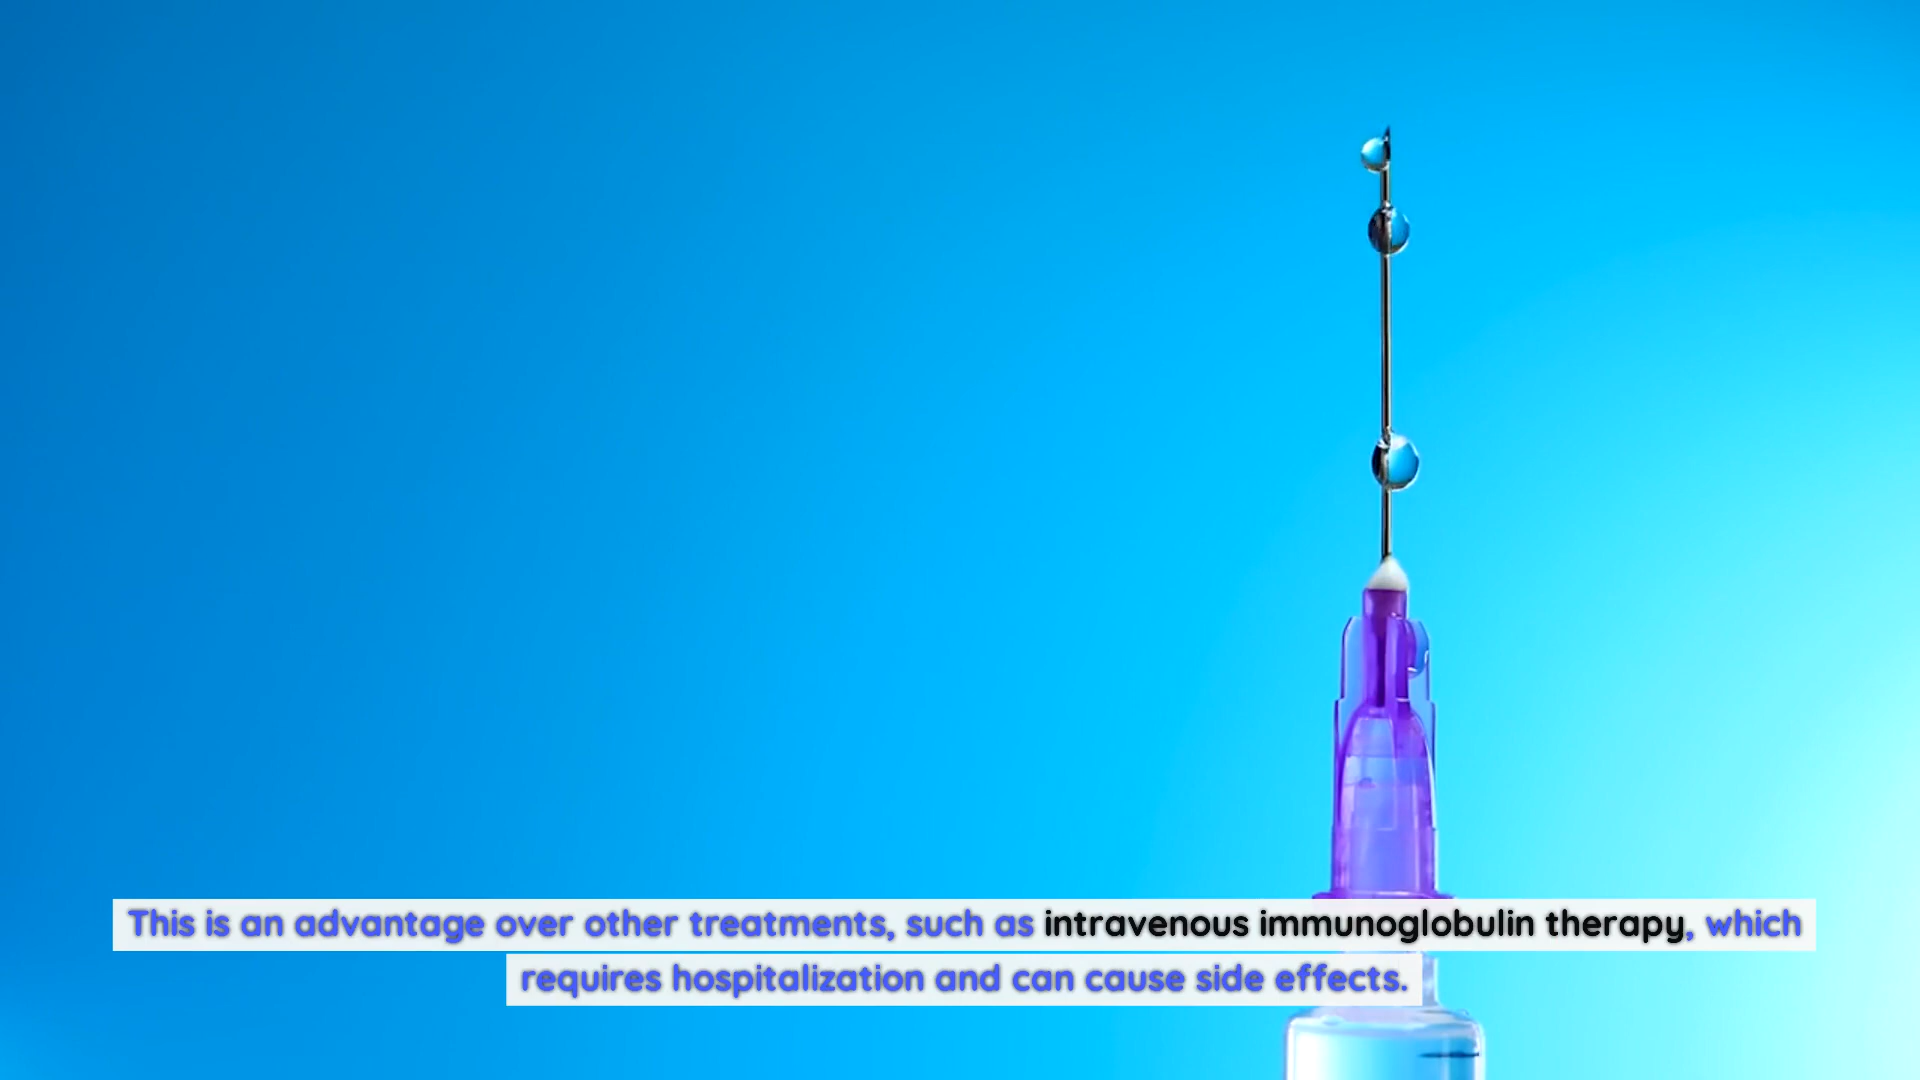 This is an advantage over other treatments, such as intravenous immunoglobulin therapy, which
requires hospitalization and can cause side effects.